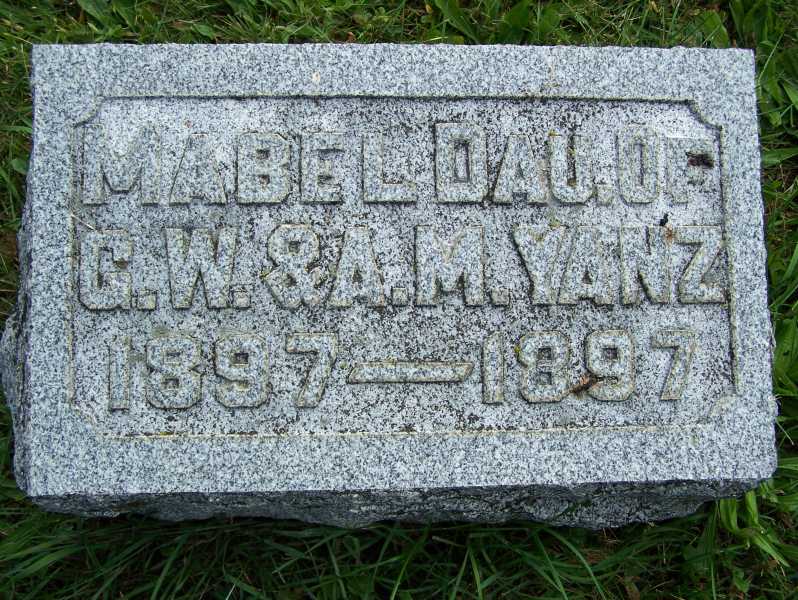 MABEL DAU. OF
G. W. & A. M. YANZ
1897—1897